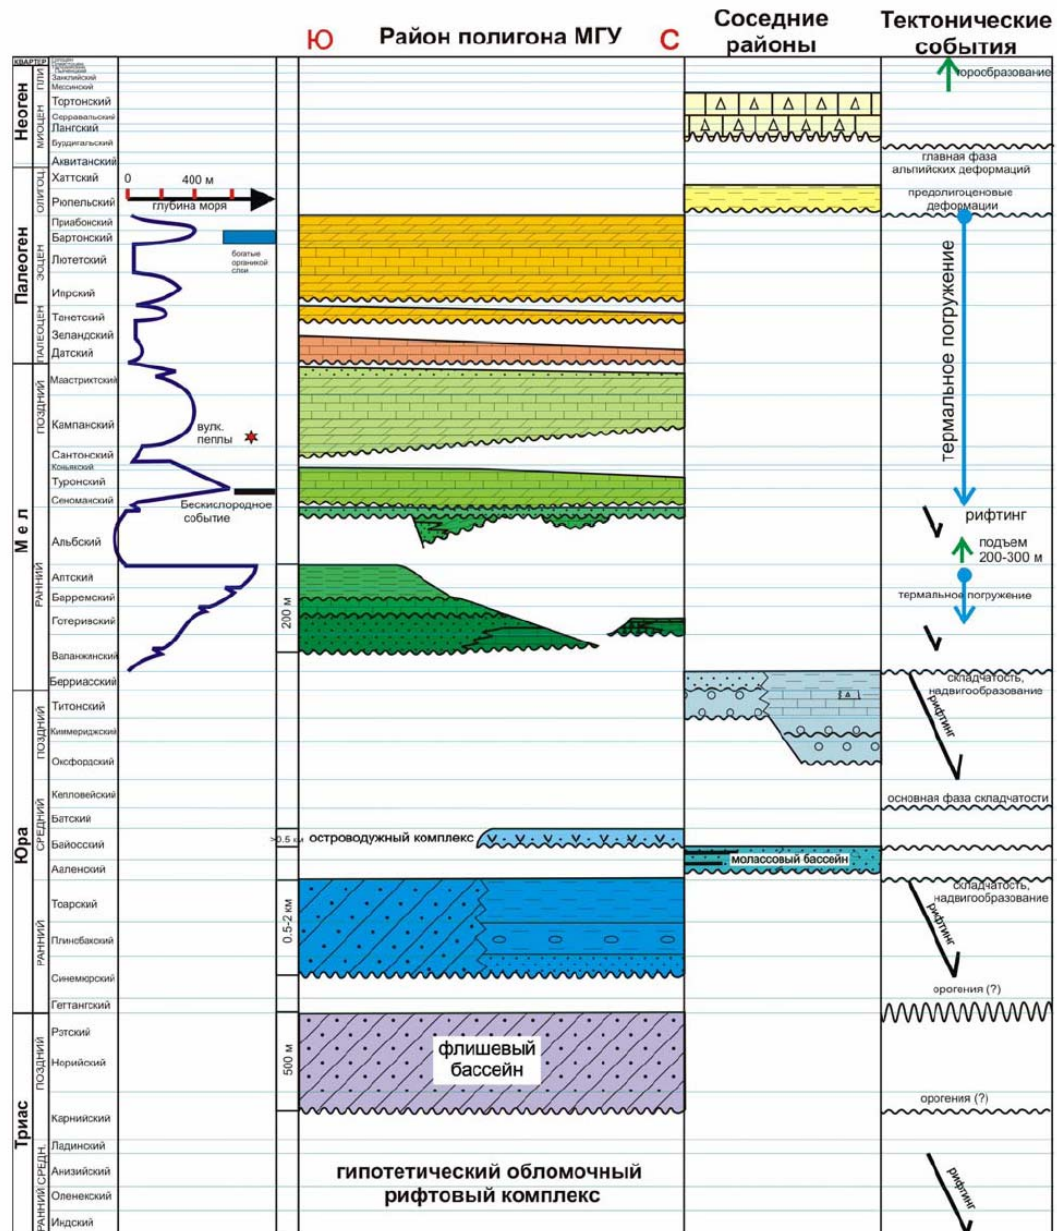 Ю
Район полигона МГУ
С
Соседние
районы
Тектонические
события
КВАРТЕР
Неоген
ПЛИ
МИОЦЕН
Занклийский
Мессинский
Тортонский
Серравальский
Лангский
Бурдигальский
Аквитанский
Палеоген
ОЛИГОЦ
ЭОЦЕН
ПАЛЕОЦЕН
Хаттский
Рюпельский
Приабонский
Бартонский
Лютетский
Ипрский
Танетский
Зеландский
Датский
Мел
ПОЗДНИЙ
РАННИЙ
Маастрихтский
Кампанский
Сантонский
Коньякский
Туронский
Сеноманский
Альбский
Аптский
Барремский
Готеривский
Валанжинский
Берриасский
Юра
ПОЗДНИЙ
СРЕДНИЙ
РАННИЙ
Титонский
Киммериджский
Оксфордский
Келловейский
Батский
Байосский
Ааленский
Тоарский
Плинсбахский
Синемюрский
Геттангский
Триас
ПОЗДНИЙ
СРЕДН.
РАННИЙ
Рэтский
Норийский
Карнийский
Ладинский
Анизийский
Оленекский
Индский
0
400 м
глубина моря
богатые
органикой
слои
вулк.
пеплы
Бескислородное
событие
200 м
>0.5 км
0.5-2 км
500 м
островодужный комплекс
флишевый
бассейн
гипотетический обломочный
рифтовый комплекс
молассовый бассейн
горообразование
главная фаза
альпийских деформаций
предолигоценовые
деформации
термальное погружение
рифтинг
подъем
200-300 м
термальное погружение
складчатость,
надвигообразование
рифтинг
основная фаза складчатости
складчатость,
надвигообразование
рифтинг
орогения (?)
орогения (?)
рифтинг